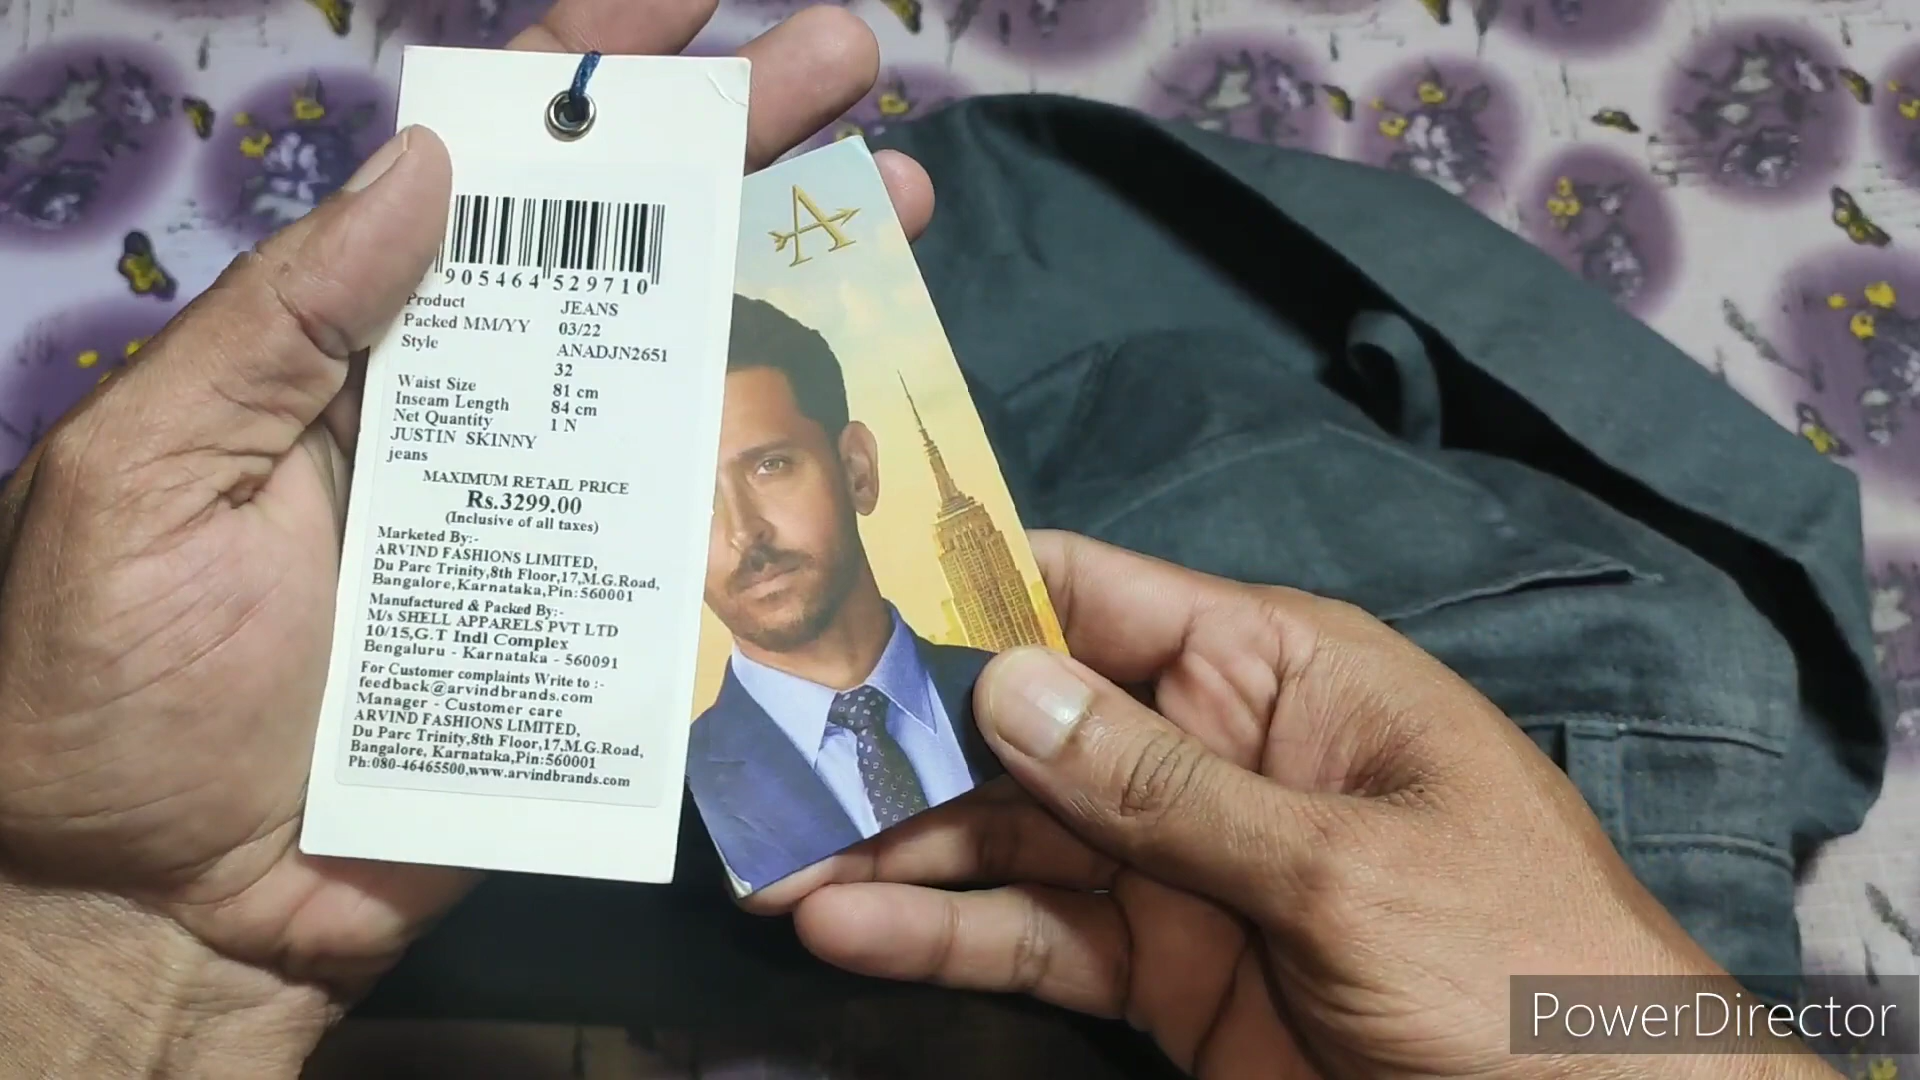 905464 529710
Product JEANS
Packed MM/YY 03/22
Style ANADJN2651
32
Waist Size 81 cm
Inseam Length 84 cm
Net Quantity 1 N
JUSTIN SKINNY
jeans
MAXIMUM RETAIL PRICE
Rs.3299.00
(Inclusive of all taxes)
Marketed By:-
ARVIND FASHIONS LIMITED,
Du Parc Trinity,8th Floor,17,M.G.Road,
Bangalore,Karnataka,Pin:560001
Manufactured & Packed By:-
M/s SHELL APPARELS PVT LTD
10/15,G.T Indl Complex
Bengaluru - Karnataka - 560091
For Customer complaints Write to :-
feedback@arvindbrands.com
Manager - Customer care
ARVIND FASHIONS LIMITED,
Du Parc Trinity,8th Floor,17,M.G.Road,
Bangalore, Karnataka,Pin:560001
Ph:080-46465500,www.arvindbrands.com
A
PowerDirector